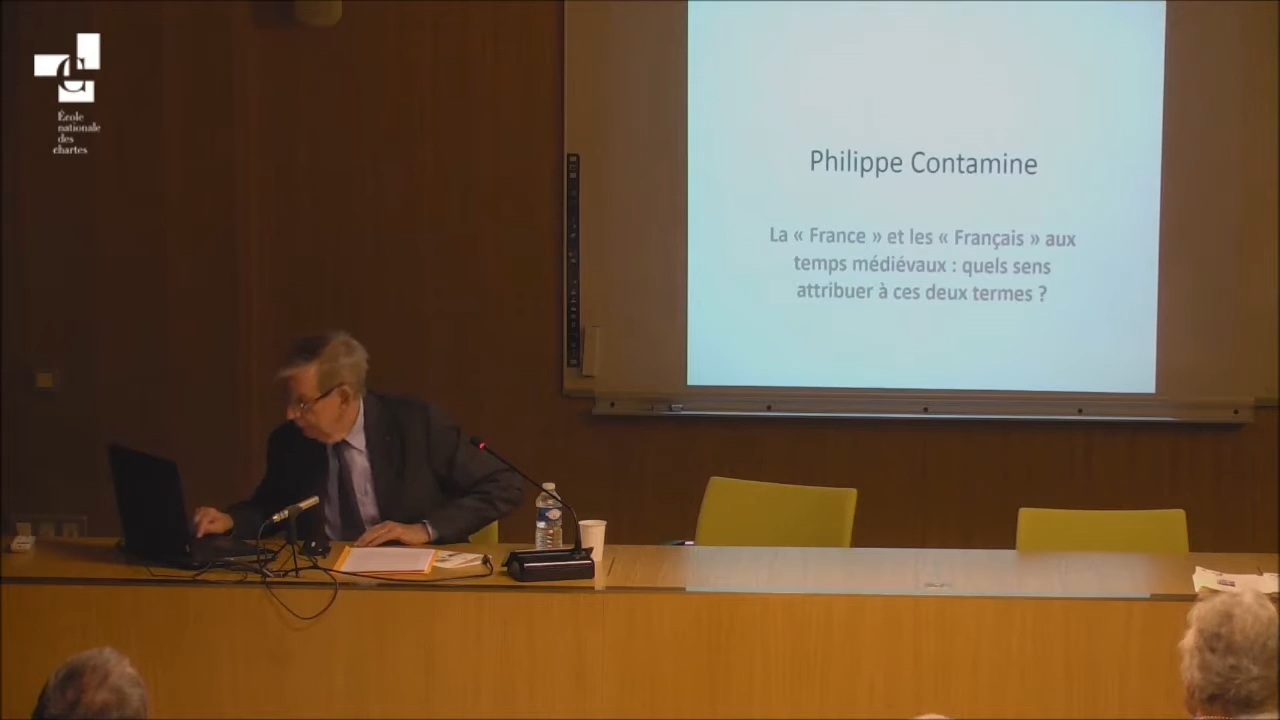 École
nationale
des
chartes
Philippe Contamine
La « France » et les « Français » aux
temps médiévaux : quels sens
attribuer à ces deux termes ?